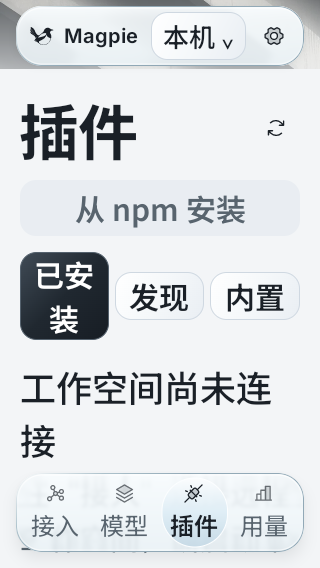 Magpie
本机
插件
从 npm 安装
已安
装
发现
内置
工作空间尚未连
接
接入
模型
插件
用量